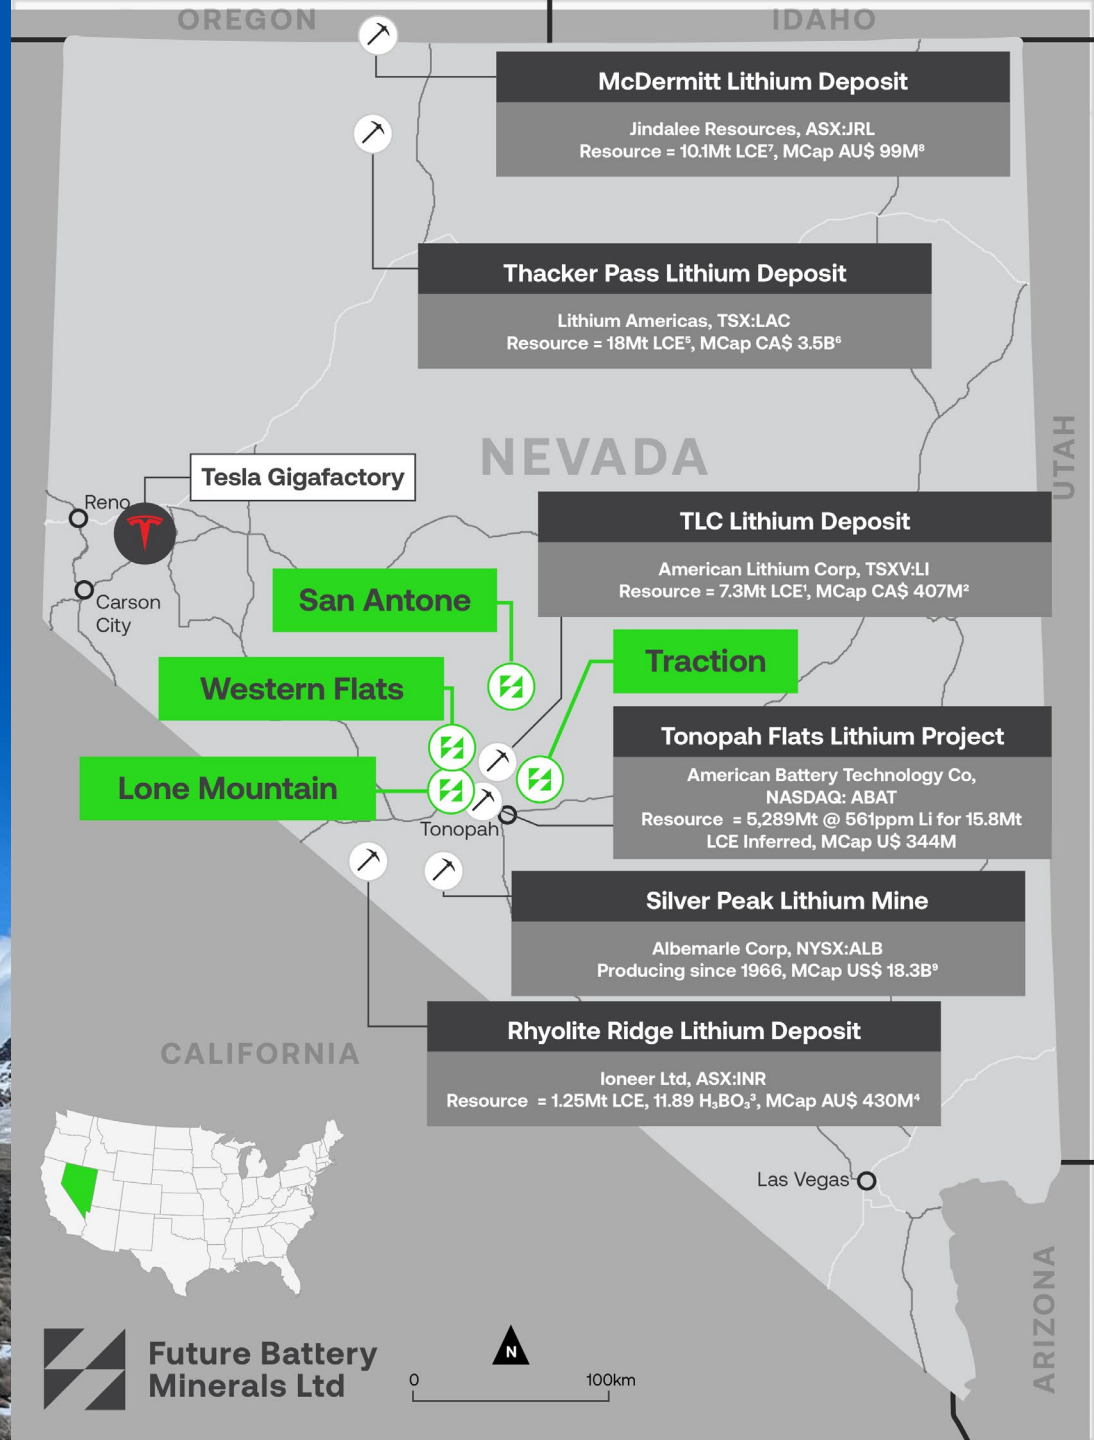 OREGON
IDAHO
McDermitt Lithium Deposit
Jindalee Resources, ASX:JRL
Resource = 10.1Mt LCE⁷, MCap AU$ 99M⁸
Thacker Pass Lithium Deposit
Lithium Americas, TSX:LAC
Resource = 18Mt LCE⁵, MCap CA$ 3.5B⁶
NEVADA
UTAH
Tesla Gigafactory
Reno
Carson
City
TLC Lithium Deposit
American Lithium Corp, TSXV:LI
Resource = 7.3Mt LCE¹, MCap CA$ 407M²
San Antone
Traction
Western Flats
Tonopah Flats Lithium Project
American Battery Technology Co,
NASDAQ: ABAT
Resource = 5,289Mt @ 561ppm Li for 15.8Mt
LCE Inferred, MCap U$ 344M
Lone Mountain
Tonopah
Silver Peak Lithium Mine
Albemarle Corp, NYSX:ALB
Producing since 1966, MCap US$ 18.3B⁹
Rhyolite Ridge Lithium Deposit
Ioneer Ltd, ASX:INR
Resource = 1.25Mt LCE, 11.89 H₃BO₃³, MCap AU$ 430M⁴
CALIFORNIA
Las Vegas
ARIZONA
Future Battery
Minerals Ltd
N
0 100km